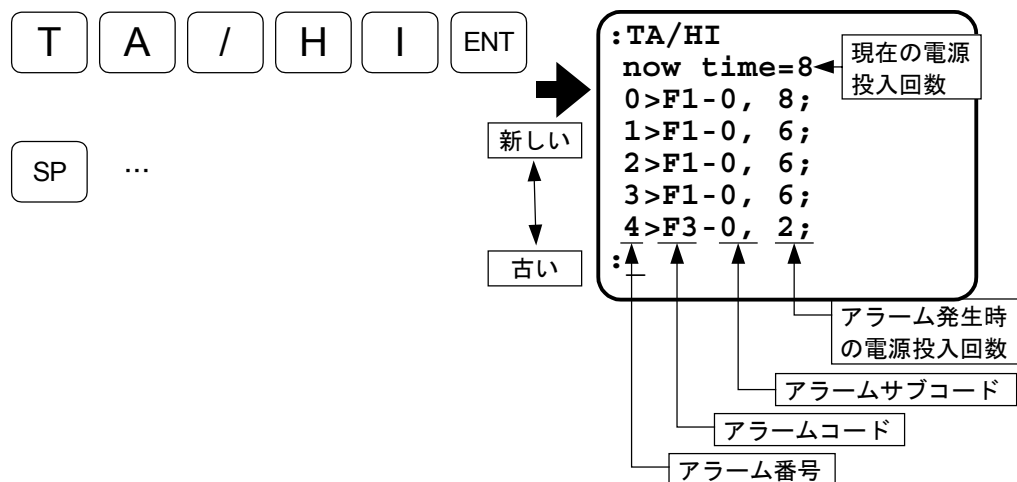 T A / H I ENT
SP ...
:TA/HI
now time=8
0>F1-0, 8;
1>F1-0, 6;
2>F1-0, 6;
3>F1-0, 6;
4>F3-0, 2;
:_
現在の電源
投入回数
新しい
古い
アラーム発生時
の電源投入回数
アラームサブコード
アラームコード
アラーム番号